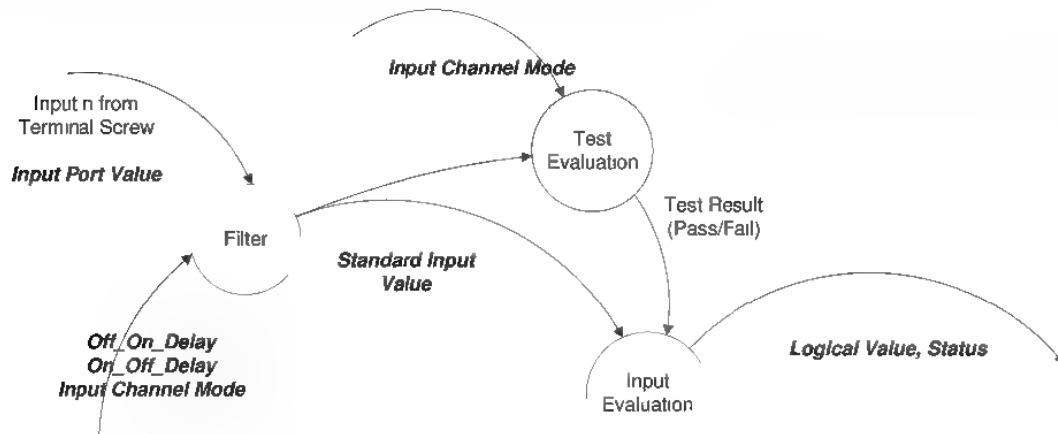 Input Channel Mode
Input n from
Terminal Screw
Input Port Value
Test
Evaluation
Test Result
(Pass/Fail)
Filter
Standard Input
Value
Off_On_Delay
On_Off_Delay
Input Channel Mode
Logical Value, Status
Input
Evaluation